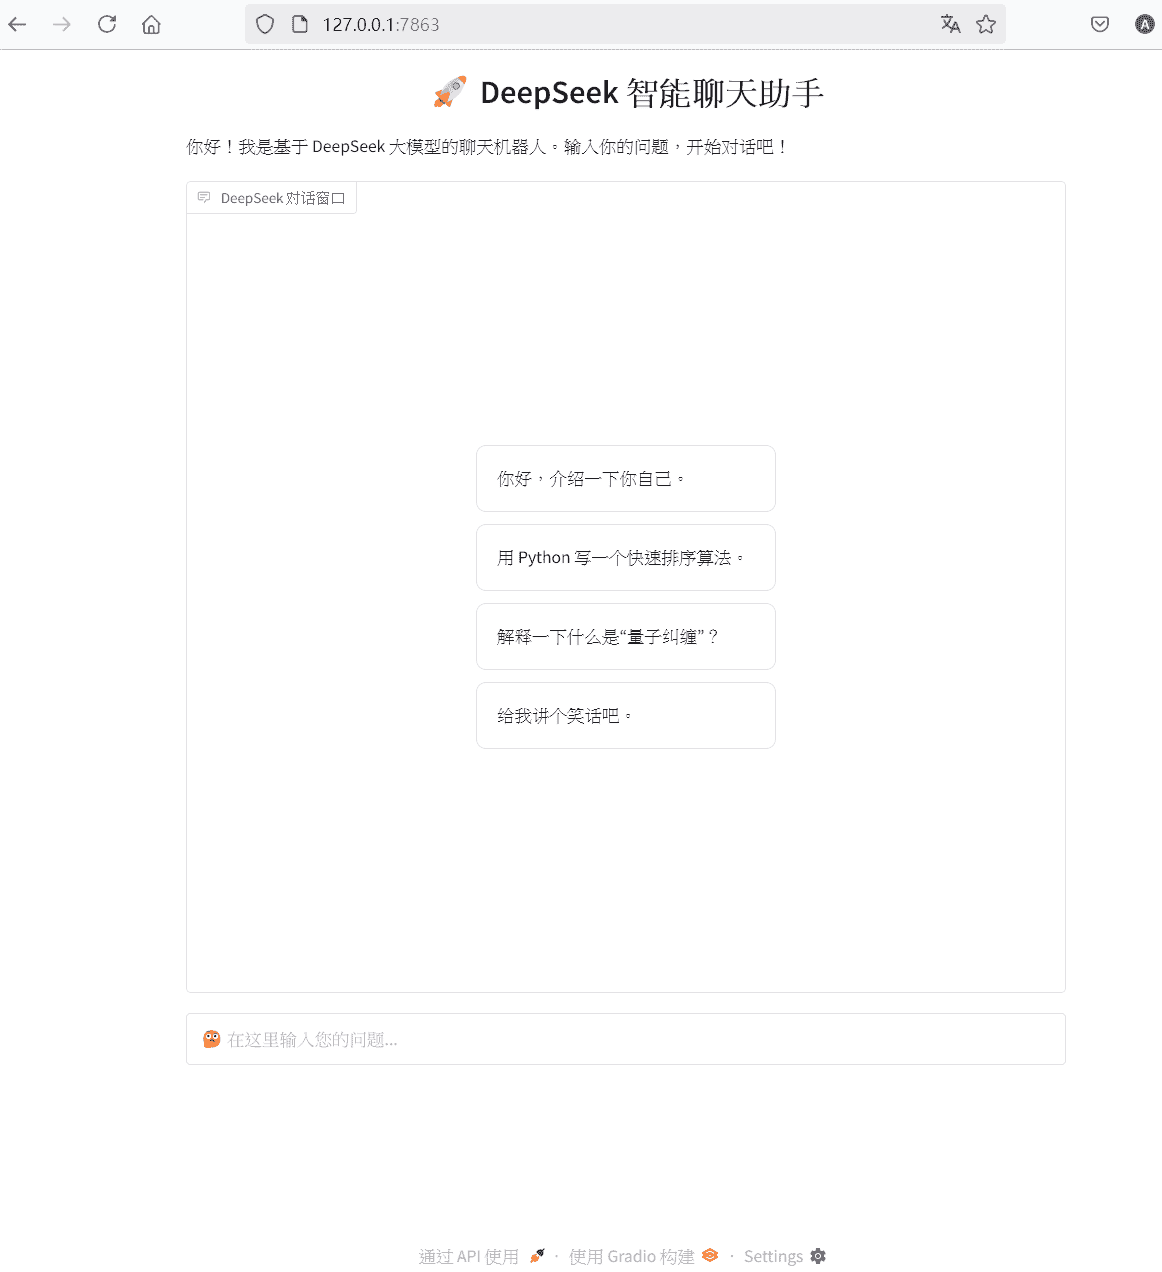 127.0.0.1:7863
🚀 DeepSeek 智能聊天助手
你好！我是基于 DeepSeek 大模型的聊天机器人。输入你的问题，开始对话吧！
DeepSeek 对话窗口
你好，介绍一下你自己。
用 Python 写一个快速排序算法。
解释一下什么是“量子纠缠”？
给我讲个笑话吧。
在这里输入您的问题...
通过 API 使用 · 使用 Gradio 构建 · Settings